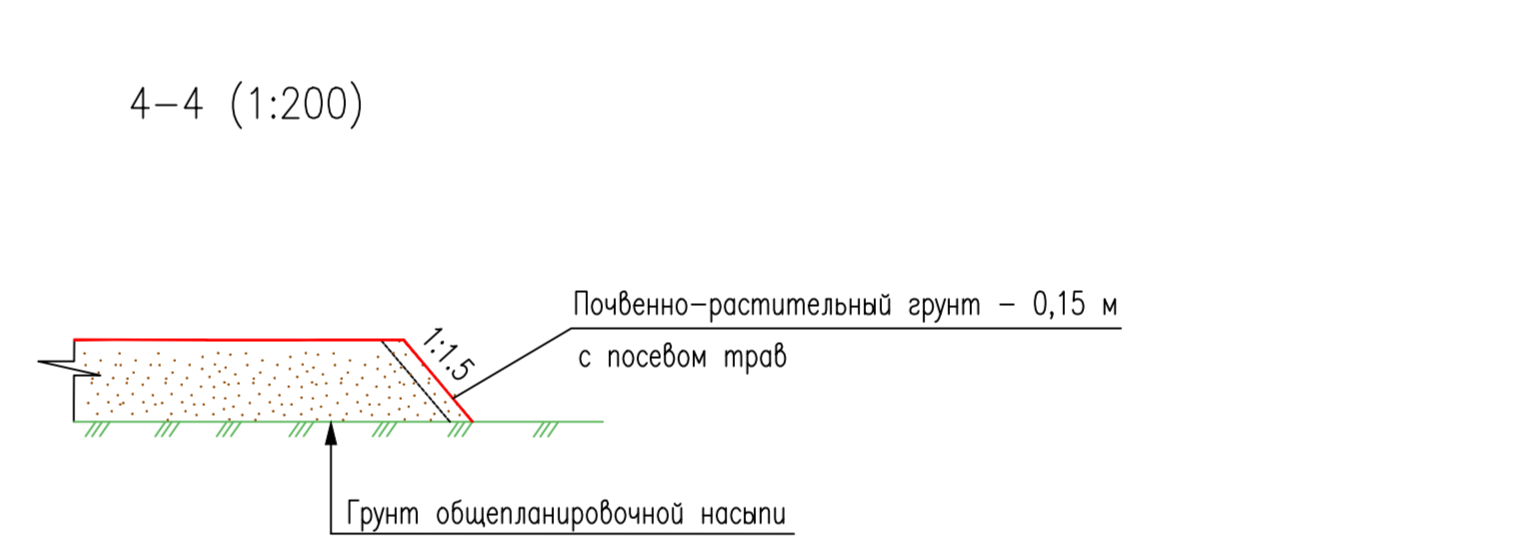 4-4 (1:200)
Почвенно-растительный грунт - 0,15 м
1:1.5
с посевом трав
Грунт общепланировочной насыпи